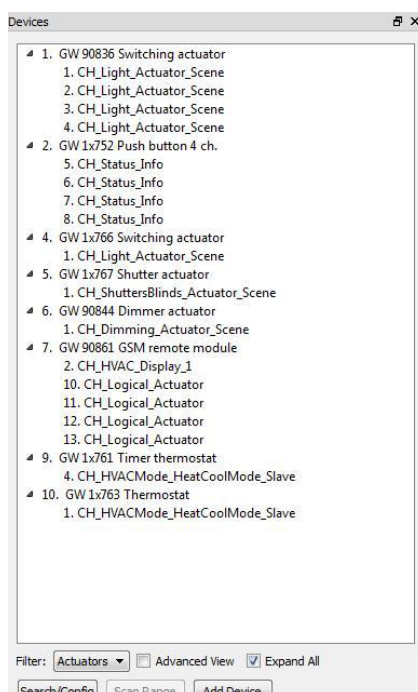 Devices
1. GW 90836 Switching actuator
1. CH_Light_Actuator_Scene
2. CH_Light_Actuator_Scene
3. CH_Light_Actuator_Scene
4. CH_Light_Actuator_Scene
2. GW 1x752 Push button 4 ch.
5. CH_Status_Info
6. CH_Status_Info
7. CH_Status_Info
8. CH_Status_Info
4. GW 1x766 Switching actuator
1. CH_Light_Actuator_Scene
5. GW 1x767 Shutter actuator
1. CH_ShuttersBlinds_Actuator_Scene
6. GW 90844 Dimmer actuator
1. CH_Dimming_Actuator_Scene
7. GW 90861 GSM remote module
2. CH_HVAC_Display_1
10. CH_Logical_Actuator
11. CH_Logical_Actuator
12. CH_Logical_Actuator
13. CH_Logical_Actuator
9. GW 1x761 Timer thermostat
4. CH_HVACMode_HeatCoolMode_Slave
10. GW 1x763 Thermostat
1. CH_HVACMode_HeatCoolMode_Slave
Filter: Actuators Advanced View Expand All
Search/Config Scan Range Add Device